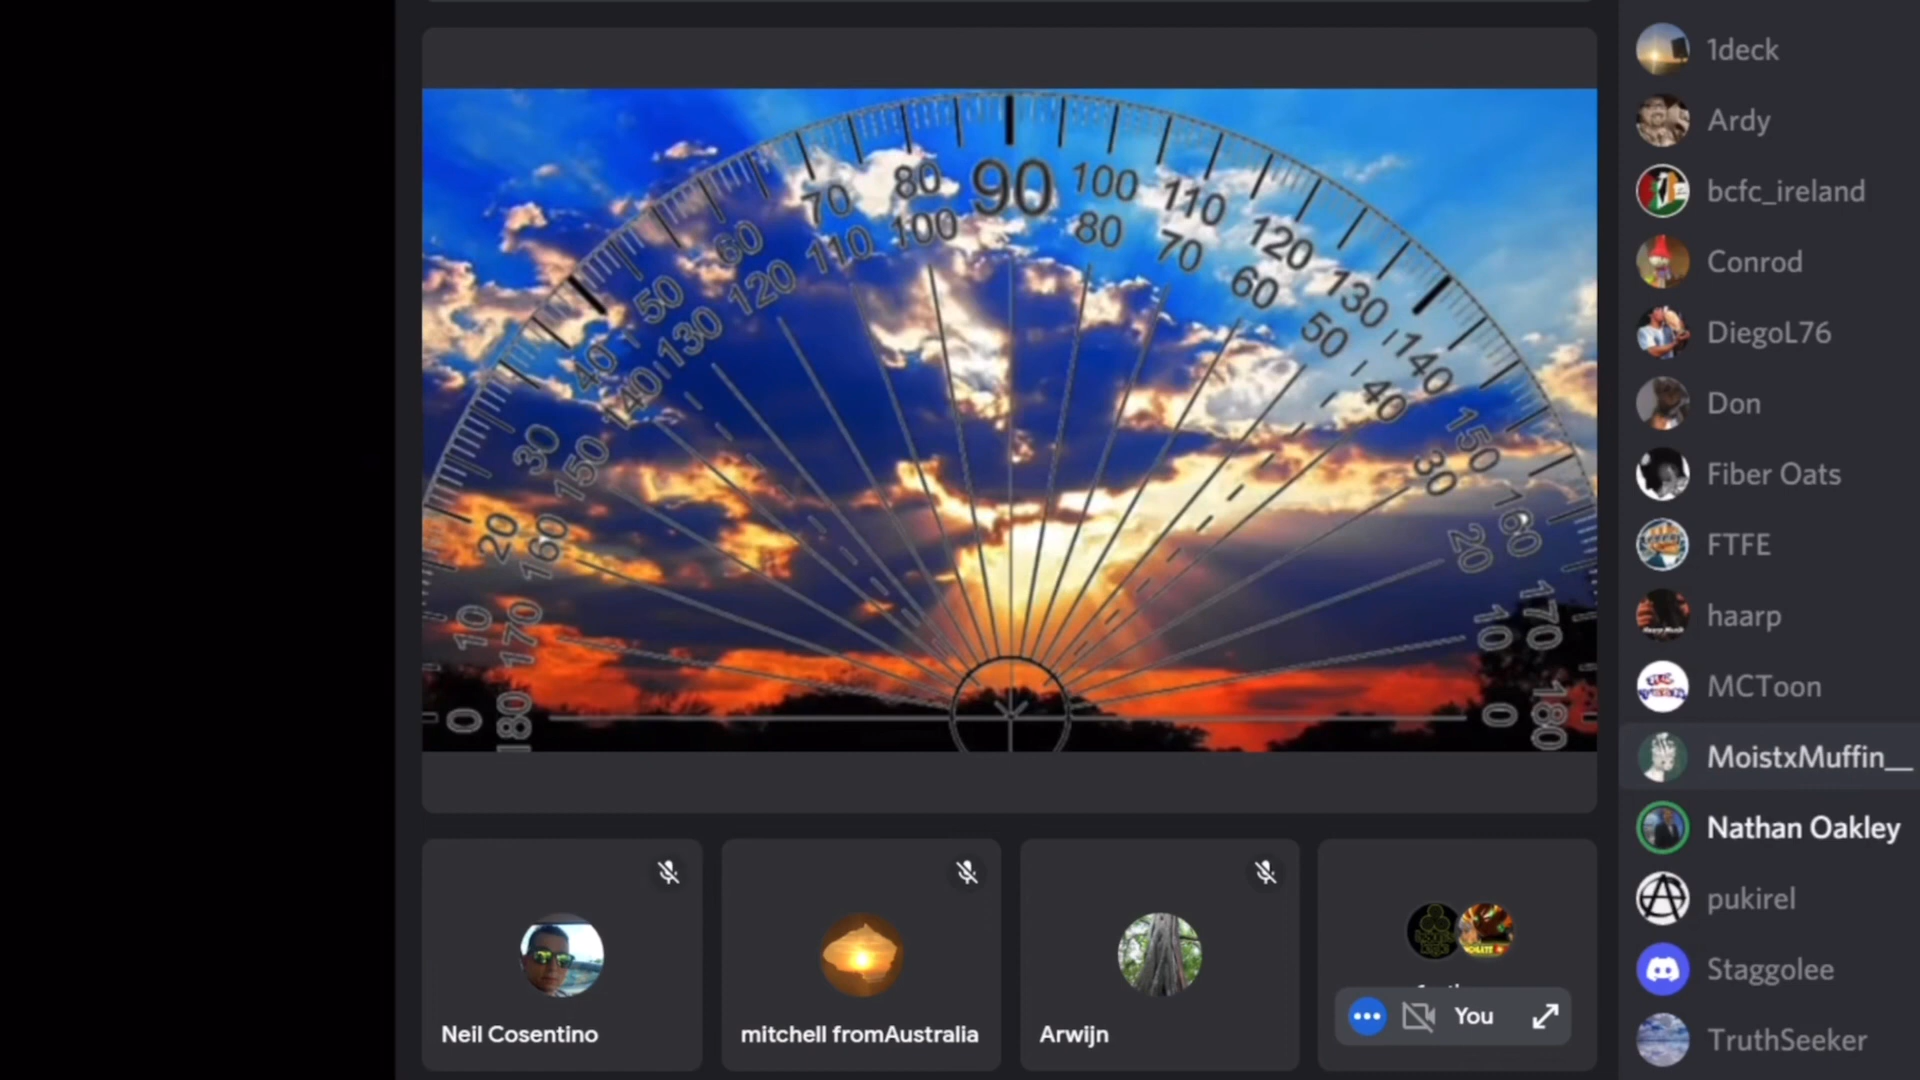 90
80
100
70
110
60
120
50
130
40
140
30
150
20
160
10
170
0
180
100
80
110
70
120
60
130
50
140
40
150
30
160
20
170
10
180
0
Neil Cosentino
mitchell fromAustralia
Arwijn
You
1deck
Ardy
bcfc_ireland
Conrod
DiegoL76
Don
Fiber Oats
FTFE
haarp
MCToon
MoistxMuffin__
Nathan Oakley
pukirel
Staggolee
TruthSeeker